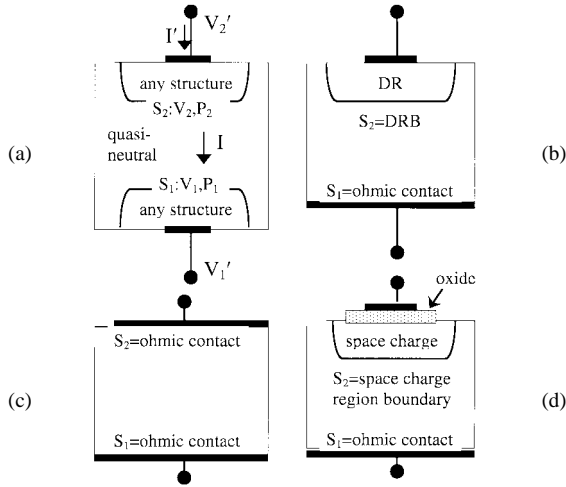 I′
V₂′
any structure
S₂:V₂,P₂
quasi-
neutral
I
S₁:V₁,P₁
any structure
V₁′
(a)
DR
S₂=DRB
S₁=ohmic contact
(b)
S₂=ohmic contact
S₁=ohmic contact
(c)
oxide
space charge
S₂=space charge
region boundary
S₁=ohmic contact
(d)